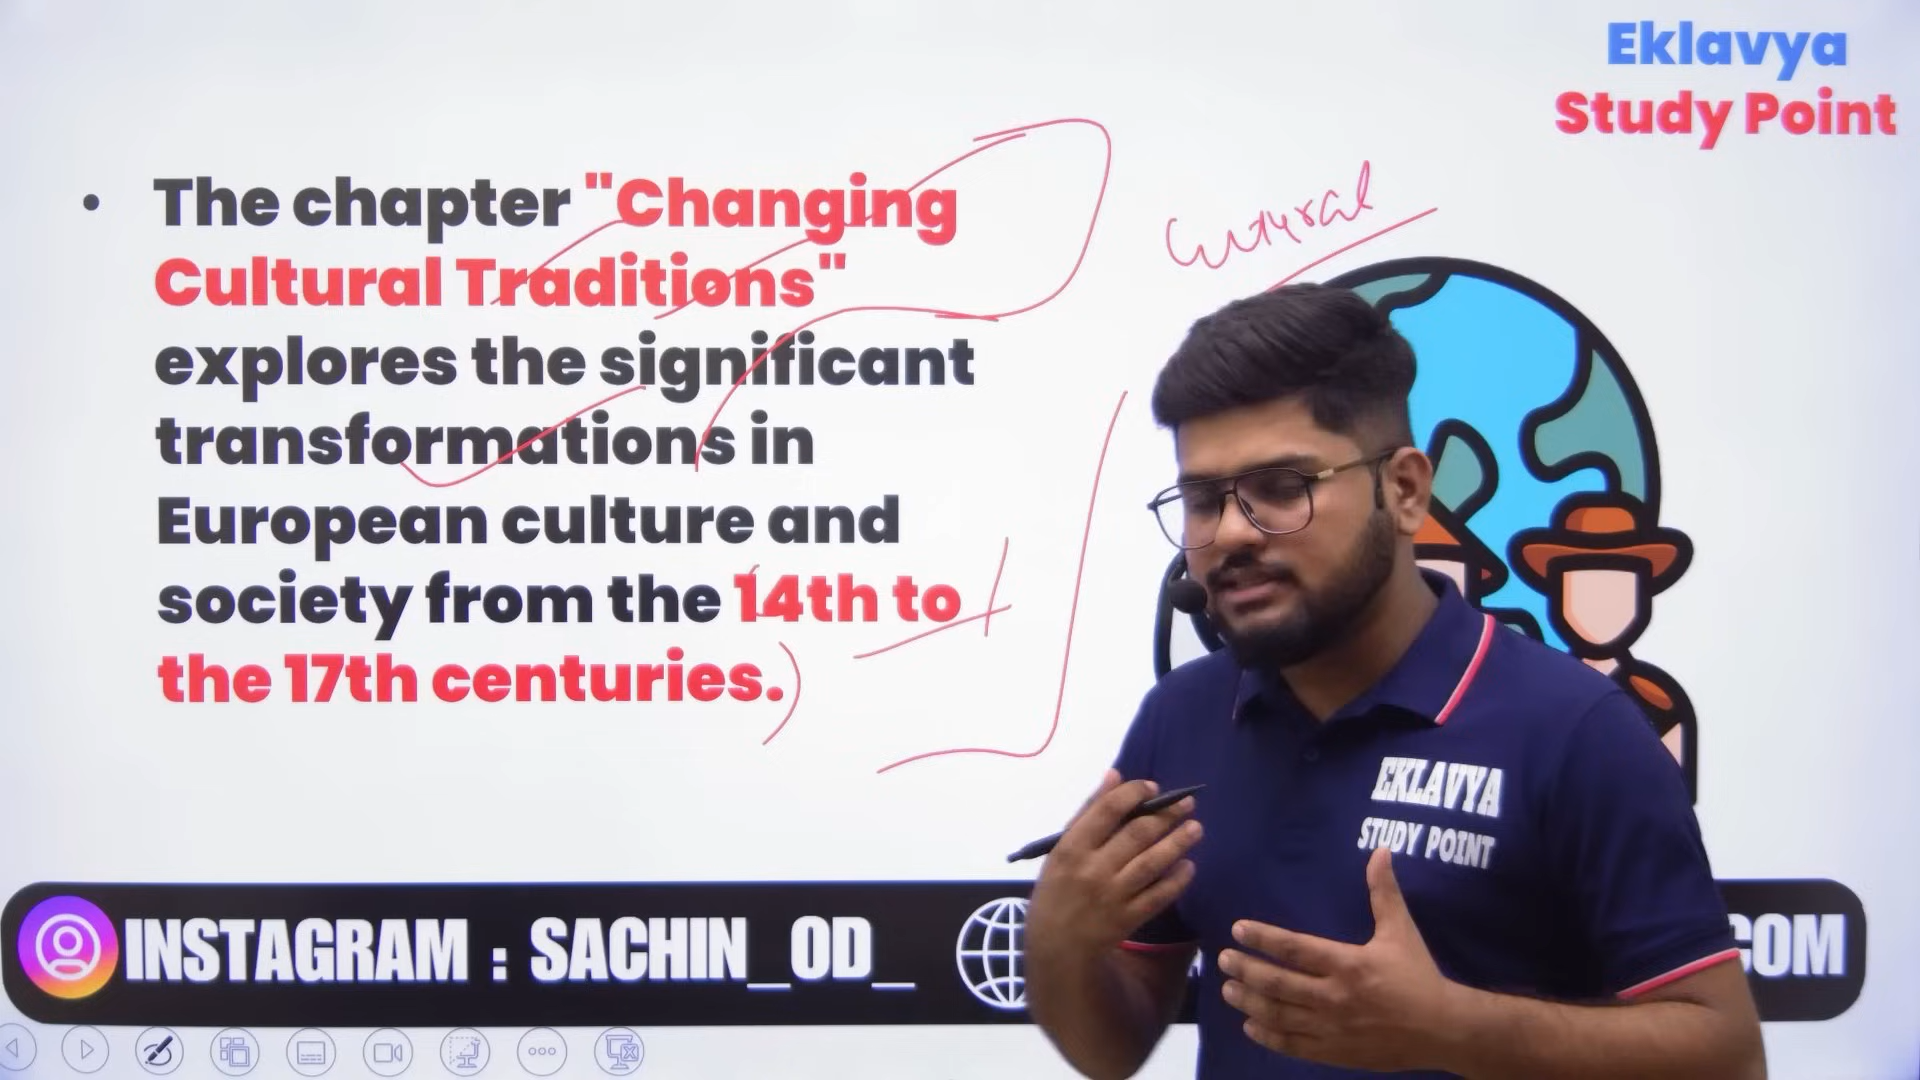 Eklavya
Study Point
• The chapter "Changing
Cultural Traditions"
explores the significant
transformations in
European culture and
society from the 14th to
the 17th centuries.
Cultural
EKLAVYA
STUDY POINT
INSTAGRAM : SACHIN_OD_
COM